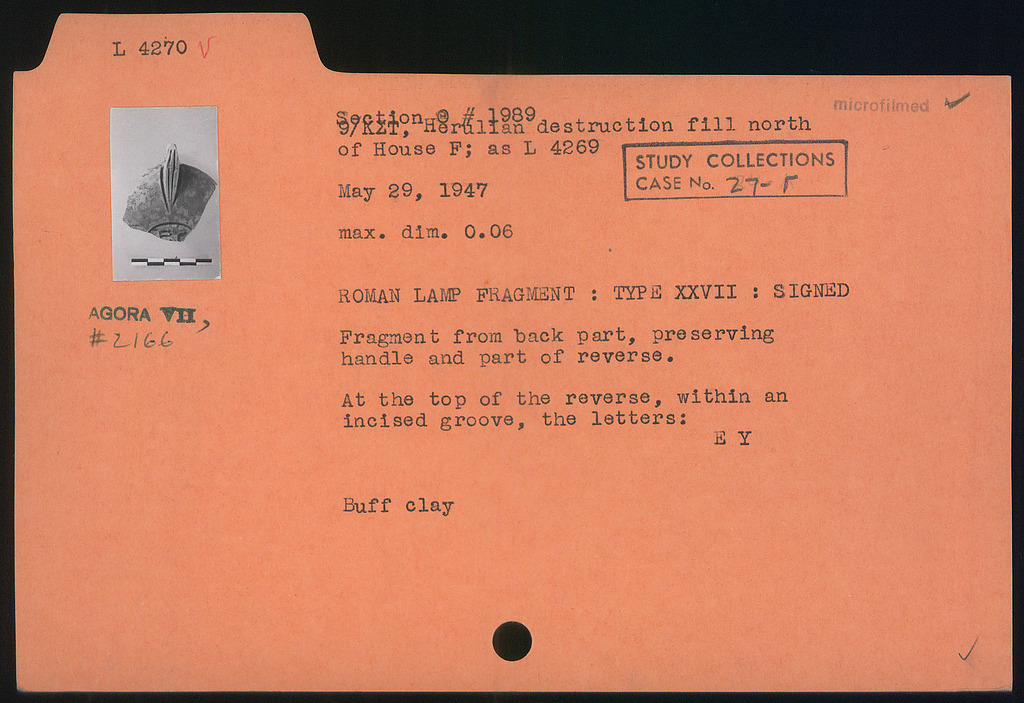 L 4270 √
microfilmed ✓
Section Θ # 1989
9/KZT, Herulian destruction fill north
of House F; as L 4269
STUDY COLLECTIONS
CASE No. 27-
May 29, 1947
max. dim. 0.06
ROMAN LAMP FRAGMENT : TYPE XXVII : SIGNED
AGORA VII,
#2166
Fragment from back part, preserving
handle and part of reverse.
At the top of the reverse, within an
incised groove, the letters:
E Y
Buff clay